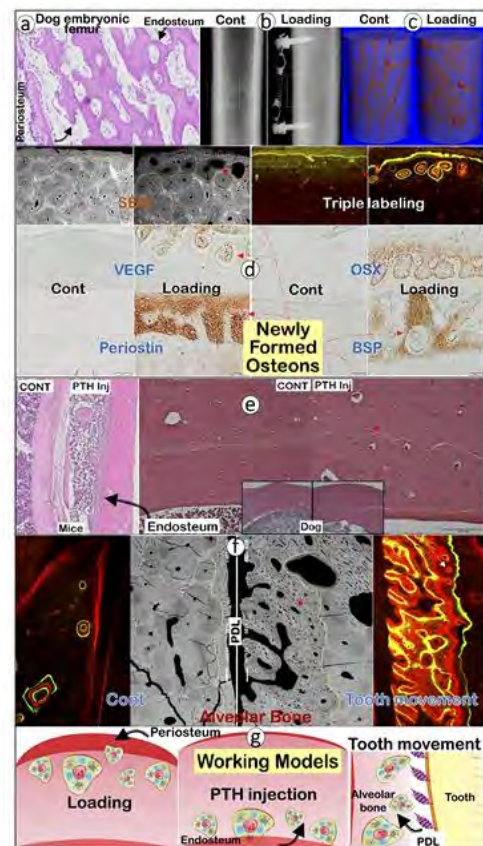 a
Dog embryonic
femur
Endosteum
Periosteum
Cont
b
Loading
Cont
c
Loading
SEM
Triple labeling
VEGF
d
OSX
Cont
Loading
Cont
Loading
Periostin
Newly
Formed
Osteons
BSP
CONT
PTH Inj
e
CONT
PTH Inj
Mice
Endosteum
Dog
f
PDL
Cont
Tooth movement
Alveolar Bone
g
Periosteum
Working Models
Tooth movement
Loading
PTH injection
Alveolar
bone
Tooth
Endosteum
PDL